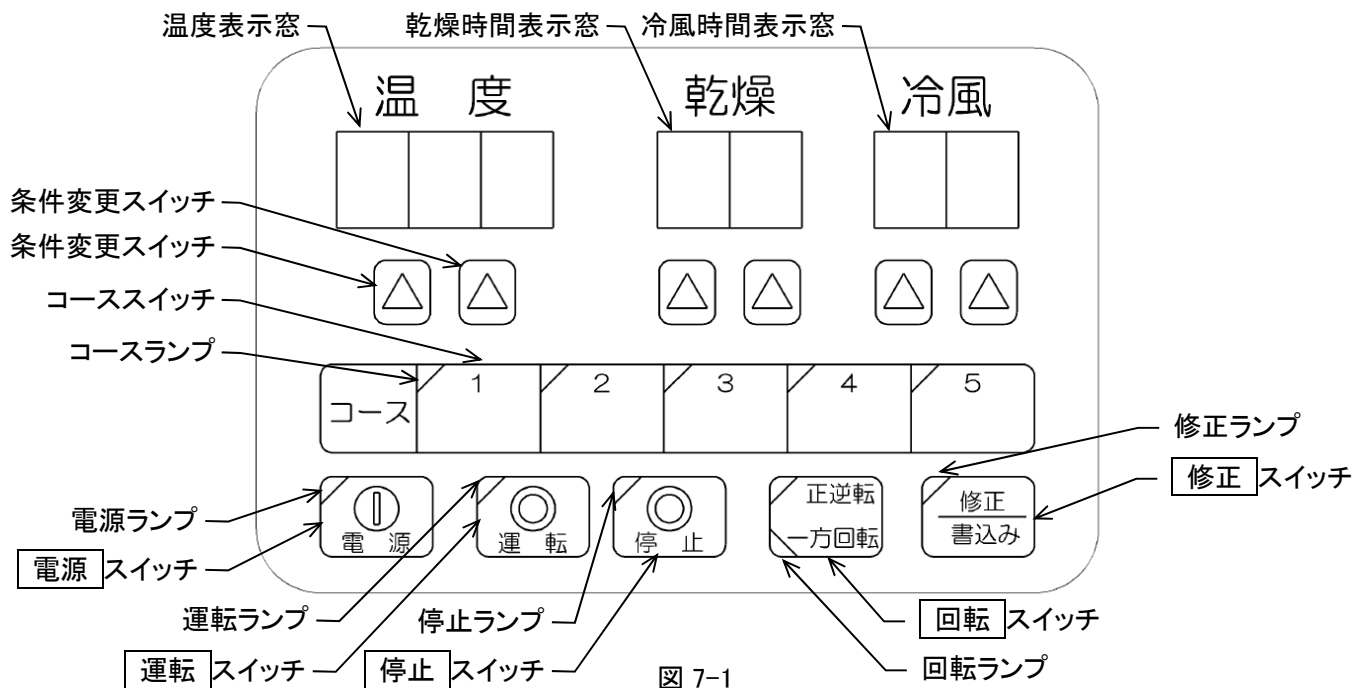 温度表示窓
乾燥時間表示窓
冷風時間表示窓
温 度
乾燥
冷風
条件変更スイッチ
条件変更スイッチ
コーススイッチ
コースランプ
コース
1
2
3
4
5
修正ランプ
修正 スイッチ
電源ランプ
電源 スイッチ
電 源
運 転
停 止
正逆転
一方回転
修正
書込み
運転ランプ
停止ランプ
回転 スイッチ
運転 スイッチ
停止 スイッチ
回転ランプ
図 7-1